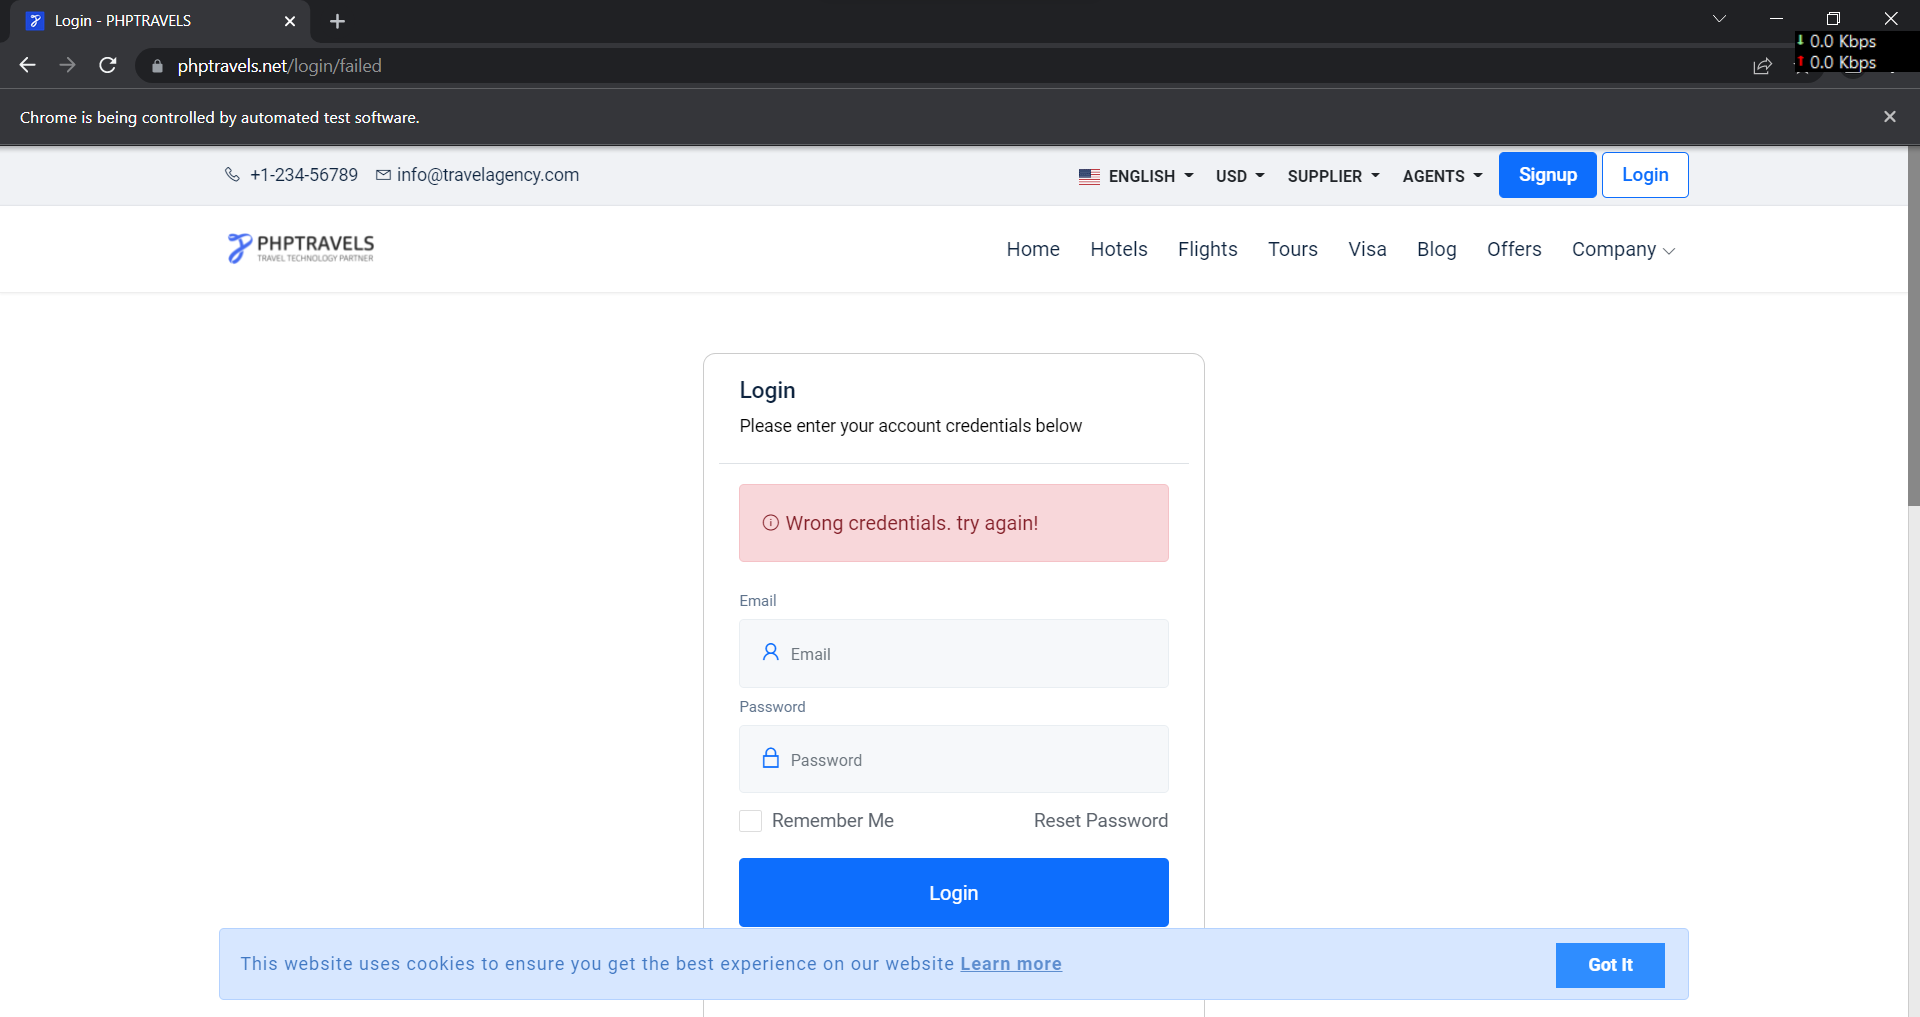 Login - PHPTRAVELS
0.0 Kbps
phptravels.net/login/failed
0.0 Kbps
Chrome is being controlled by automated test software.
+1-234-56789 info@travelagency.com ENGLISH USD SUPPLIER AGENTS Signup Login
PHPTRAVELS
TRAVEL TECHNOLOGY PARTNER
Home Hotels Flights Tours Visa Blog Offers Company
Login
Please enter your account credentials below
Wrong credentials. try again!
Email
Email
Password
Password
Remember Me Reset Password
Login
This website uses cookies to ensure you get the best experience on our website Learn more Got It